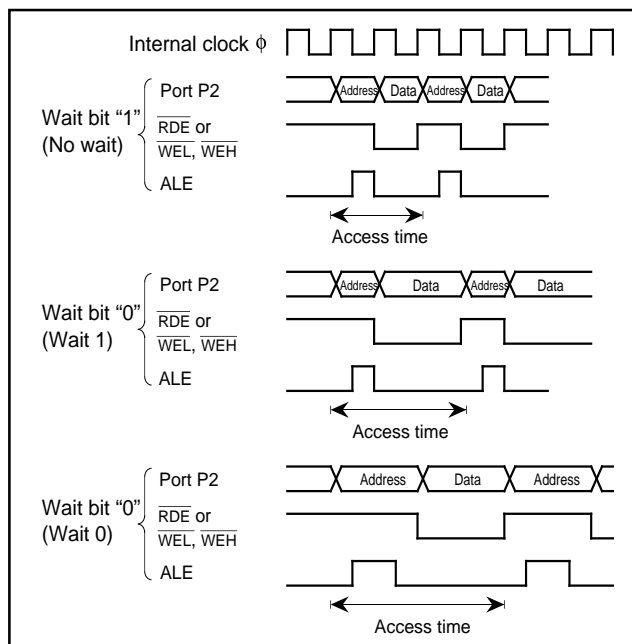 Internal clock ϕ
Port P2
Address Data Address Data
Wait bit “1”
(No wait)
RDE or
WEL, WEH
ALE
Access time
Port P2
Address Data Address Data
Wait bit “0”
(Wait 1)
RDE or
WEL, WEH
ALE
Access time
Port P2
Address Data Address
Wait bit “0”
(Wait 0)
RDE or
WEL, WEH
ALE
Access time